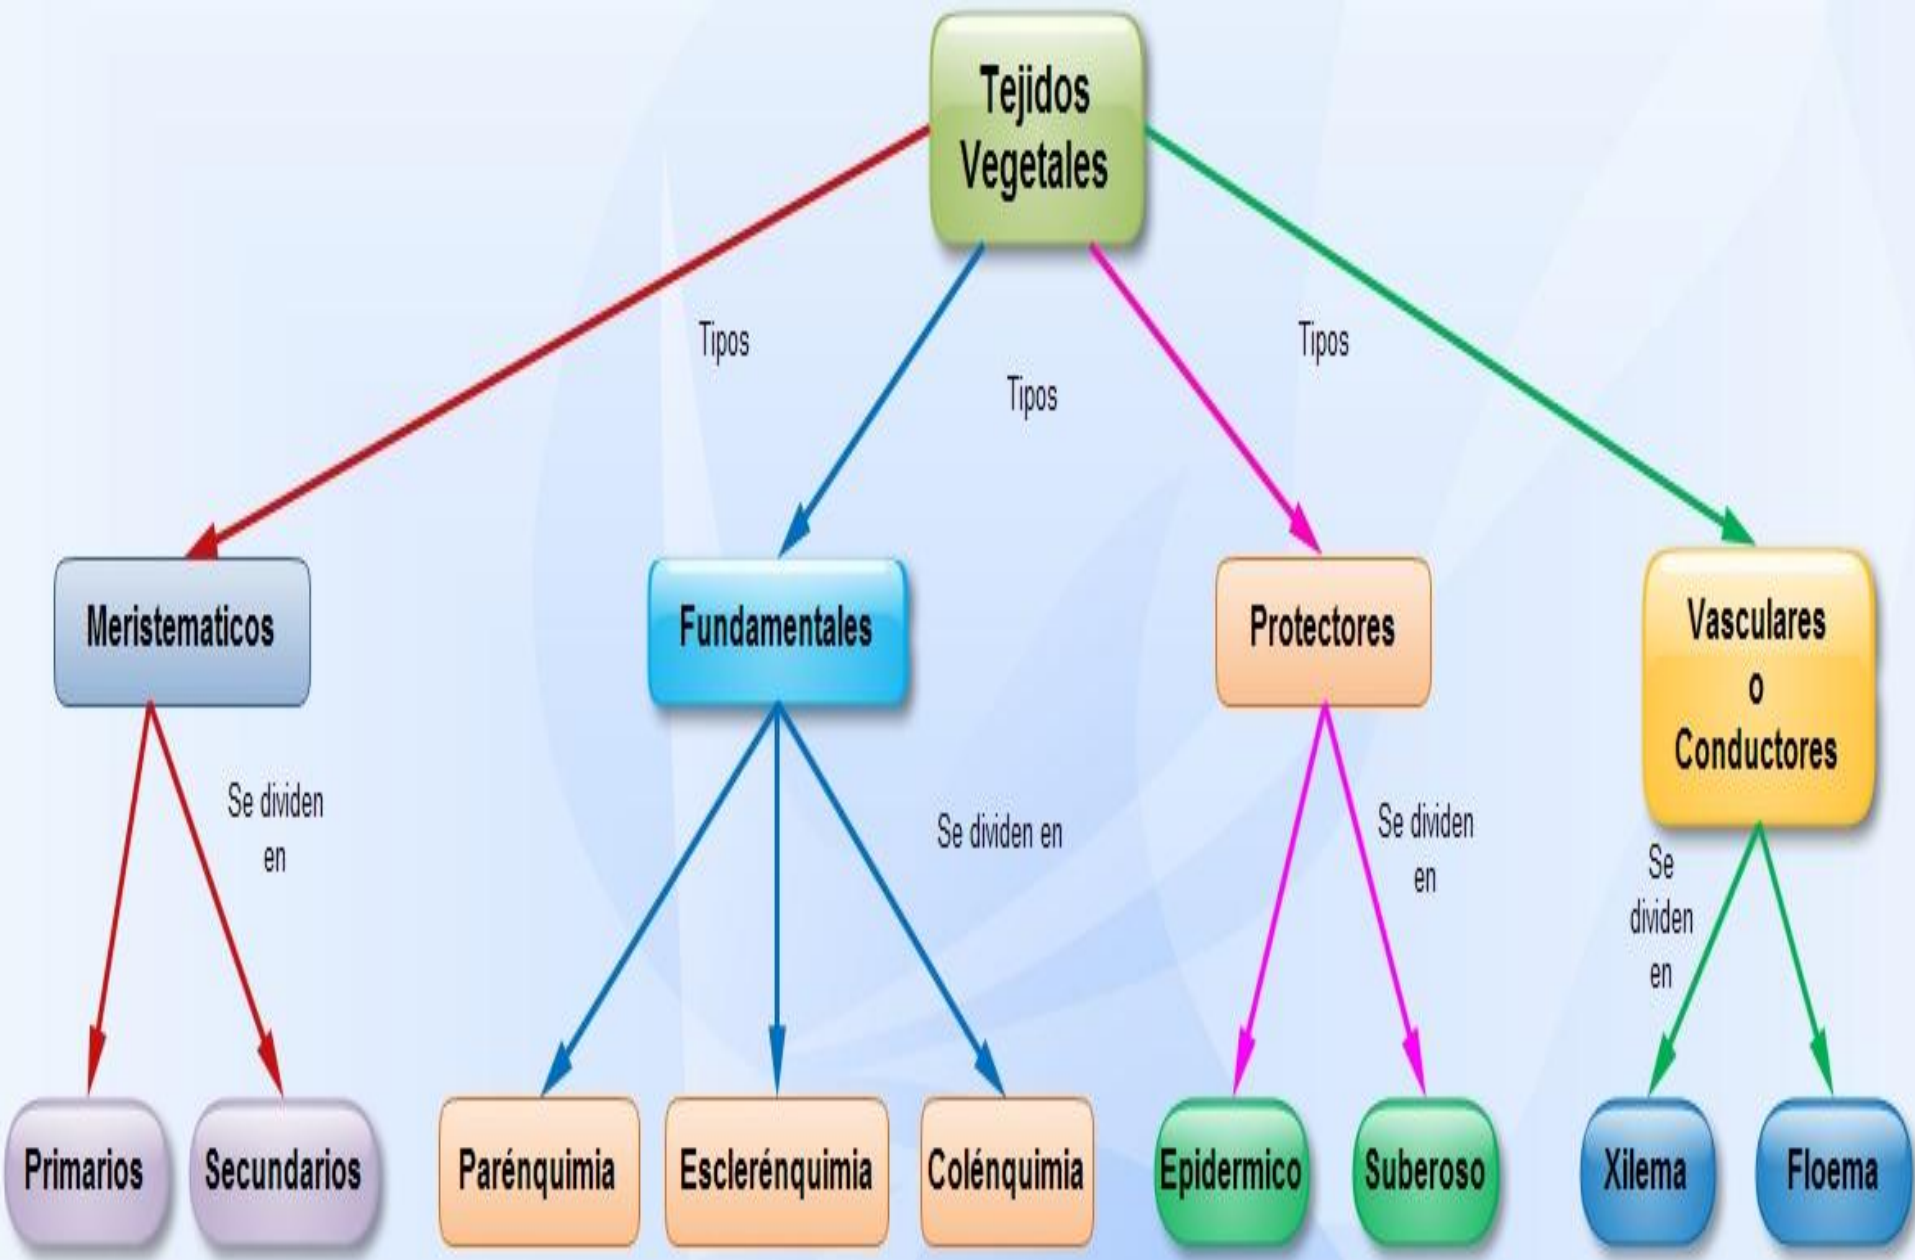 Tejidos
Vegetales
Tipos
Tipos
Tipos
Meristematicos
Fundamentales
Protectores
Vasculares
o
Conductores
Se dividen
en
Se dividen en
Se dividen
en
Se
dividen
en
Primarios
Secundarios
Parénquimia
Esclerénquimia
Colénquimia
Epidermico
Suberoso
Xilema
Floema